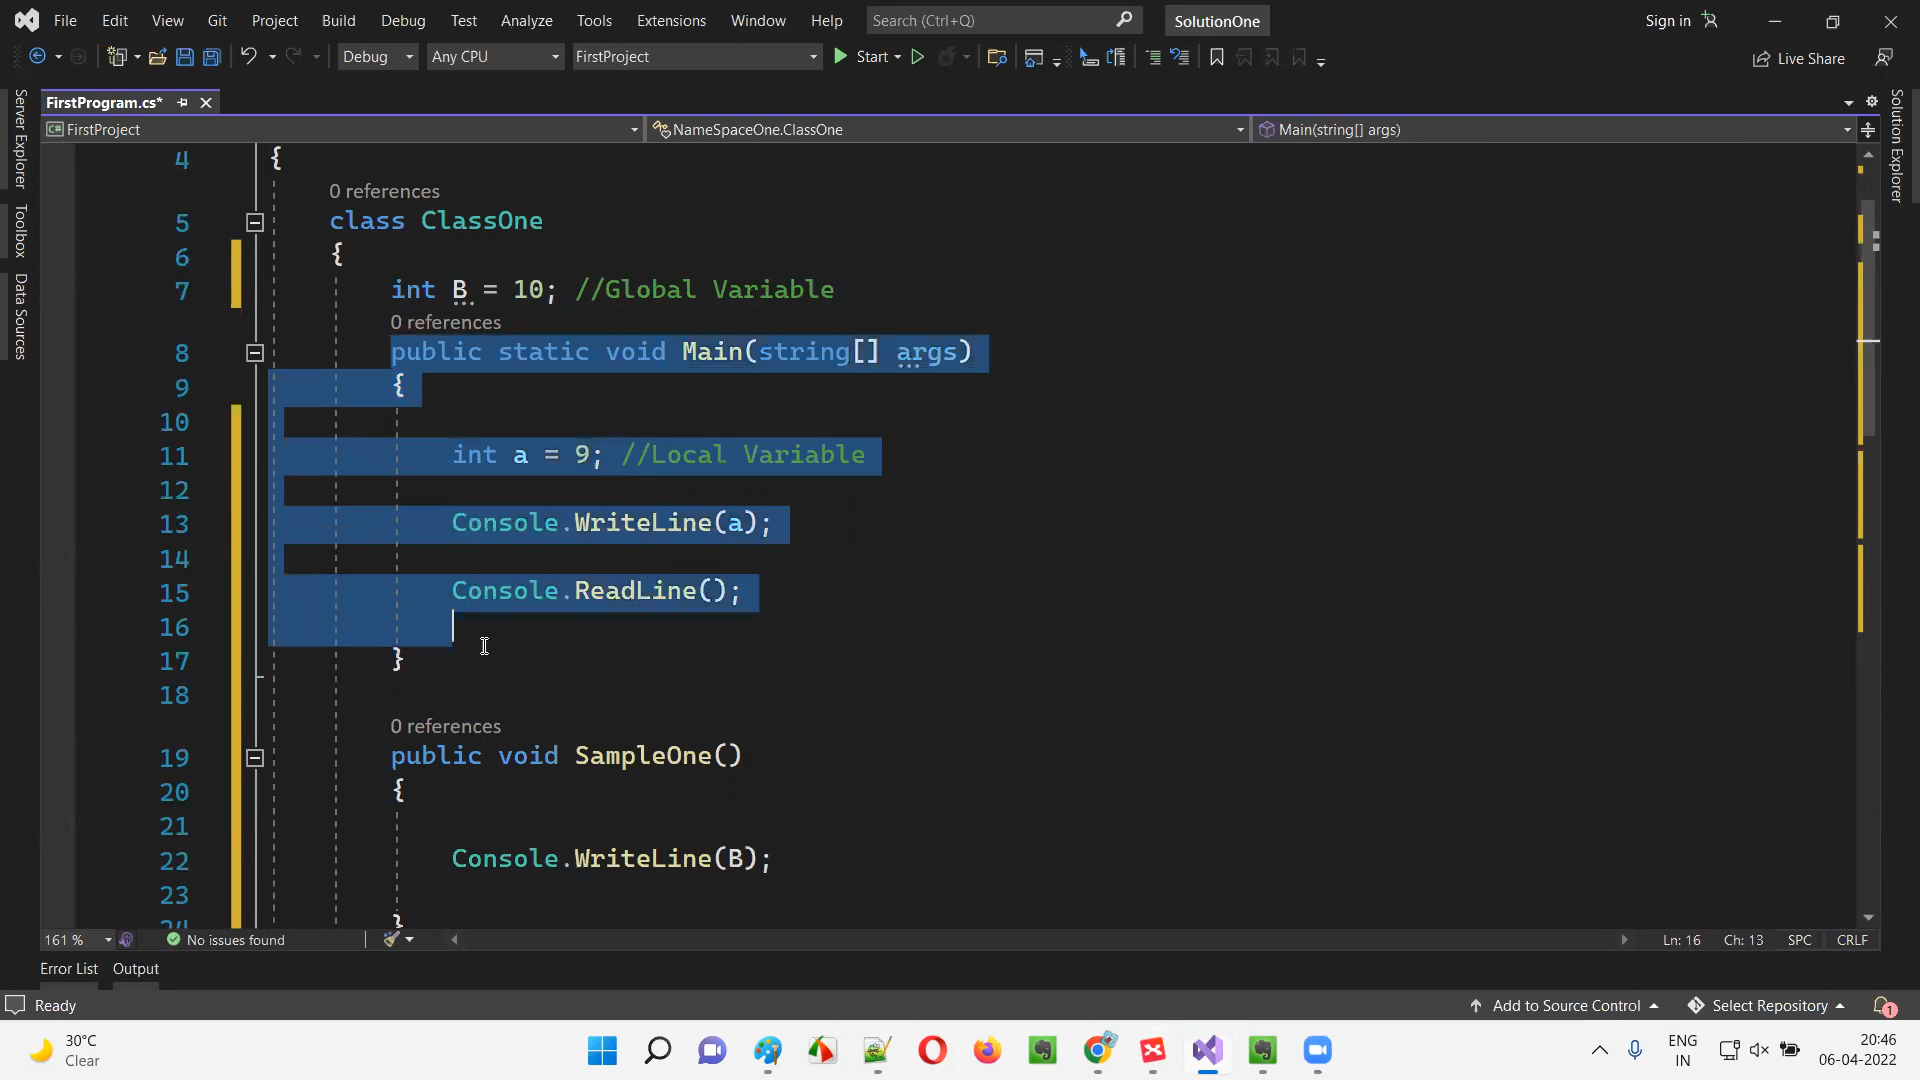 File Edit View Git Project Build Debug Test Analyze Tools Extensions Window Help Search (Ctrl+Q) SolutionOne Sign in
Debug Any CPU FirstProject Start Live Share
Server Explorer
Toolbox
Data Sources
Solution Explorer
FirstProgram.cs*
C# FirstProject NameSpaceOne.ClassOne Main(string[] args)
4 {
0 references
5 class ClassOne
6 {
7 int B = 10; //Global Variable
0 references
8 public static void Main(string[] args)
9 {
10
11 int a = 9; //Local Variable
12
13 Console.WriteLine(a);
14
15 Console.ReadLine();
16
17 }
18
0 references
19 public void SampleOne()
20 {
21
22 Console.WriteLine(B);
23
24 }
161 % No issues found Ln: 16 Ch: 13 SPC CRLF
Error List Output
Ready Add to Source Control Select Repository 1
30°C
Clear
ENG
IN
20:46
06-04-2022